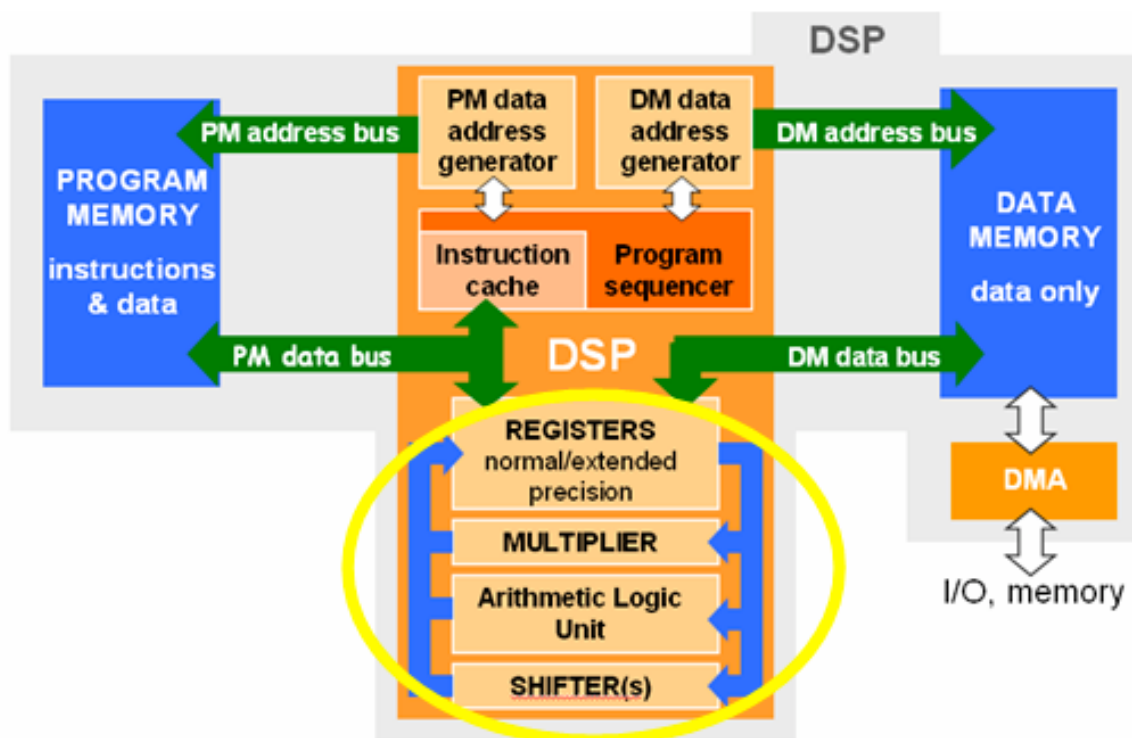 DSP
PM data
address
generator
DM data
address
generator
PM address bus
DM address bus
PROGRAM
MEMORY
instructions
& data
DATA
MEMORY
data only
Instruction
cache
Program
sequencer
PM data bus
DSP
DM data bus
REGISTERS
normal/extended
precision
DMA
MULTIPLIER
I/O, memory
Arithmetic Logic
Unit
SHIFTER(s)